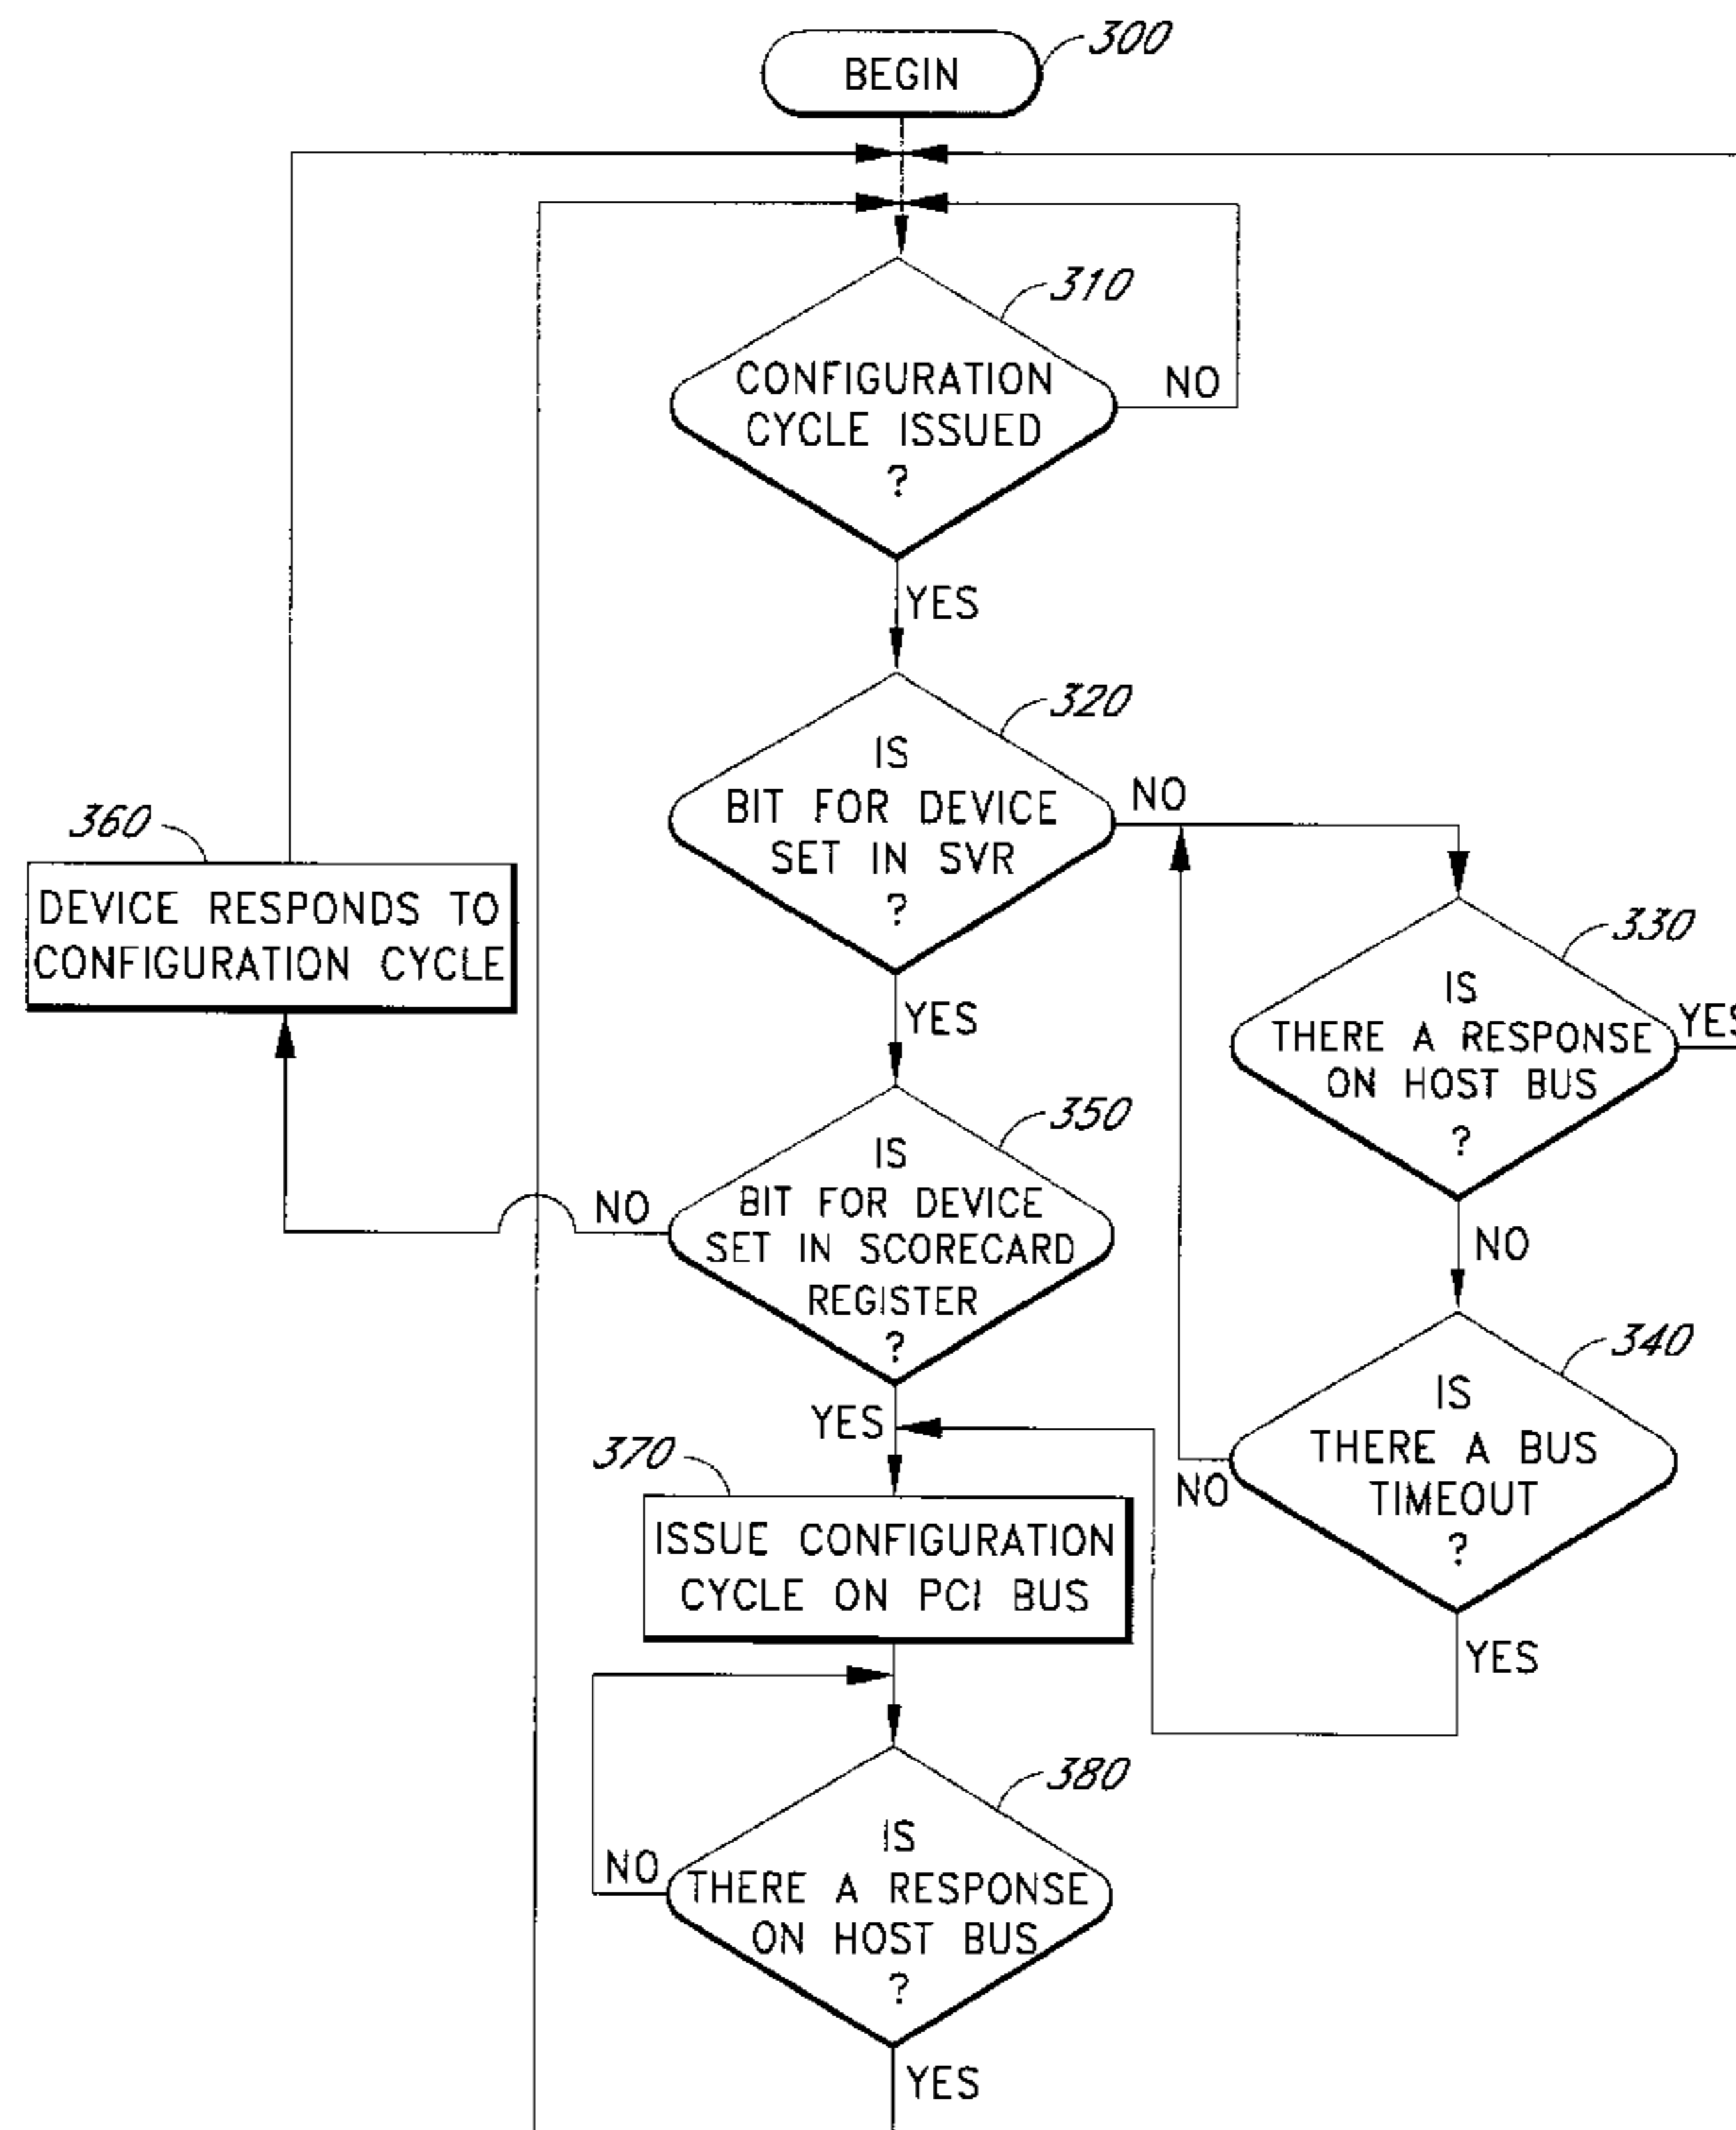 BEGIN
300
310
CONFIGURATION
CYCLE ISSUED
?
NO
YES
320
IS
BIT FOR DEVICE
SET IN SVR
?
NO
YES
330
IS
THERE A RESPONSE
ON HOST BUS
?
YES
NO
340
IS
THERE A BUS
TIMEOUT
?
NO
YES
350
IS
BIT FOR DEVICE
SET IN SCORECARD
REGISTER
?
NO
YES
360
DEVICE RESPONDS TO
CONFIGURATION CYCLE
370
ISSUE CONFIGURATION
CYCLE ON PCI BUS
380
IS
THERE A RESPONSE
ON HOST BUS
?
NO
YES